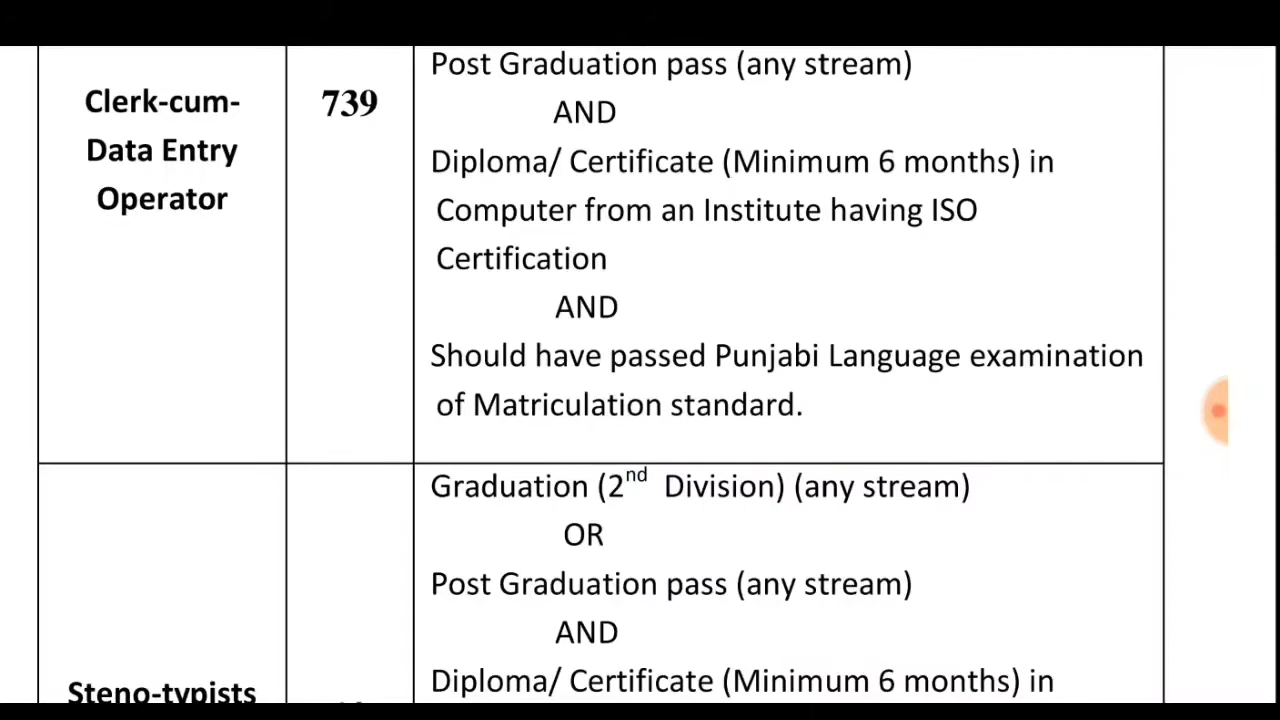 Post Graduation pass (any stream)
Clerk-cum-
Data Entry
Operator
739
AND
Diploma/ Certificate (Minimum 6 months) in
Computer from an Institute having ISO
Certification
AND
Should have passed Punjabi Language examination
of Matriculation standard.
Graduation (2nd Division) (any stream)
OR
Post Graduation pass (any stream)
AND
Diploma/ Certificate (Minimum 6 months) in
Steno-typists